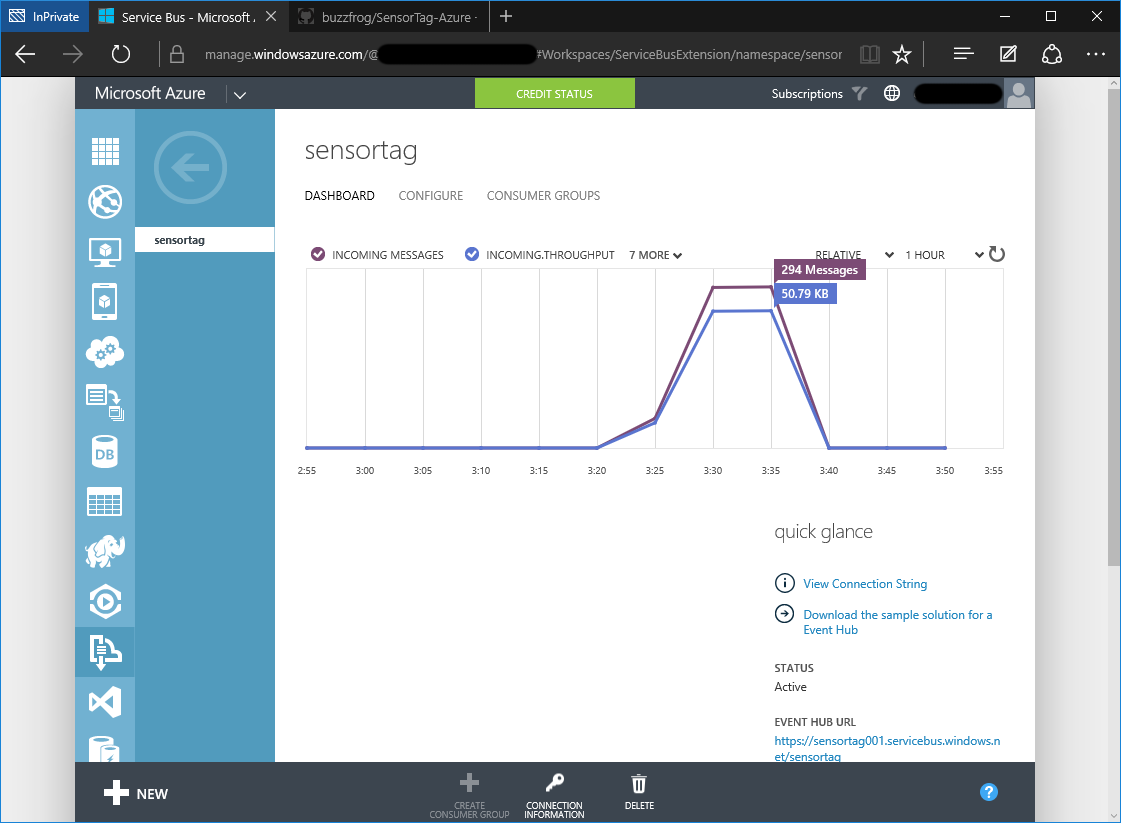 InPrivate
Service Bus - Microsoft
buzzfrog/SensorTag-Azure ·
manage.windowsazure.com/@
#Workspaces/ServiceBusExtension/namespace/sensor
Microsoft Azure
CREDIT STATUS
Subscriptions
sensortag
sensortag
DASHBOARD
CONFIGURE
CONSUMER GROUPS
INCOMING MESSAGES
INCOMING.THROUGHPUT
7 MORE
RELATIVE
1 HOUR
294 Messages
50.79 KB
2:55
3:00
3:05
3:10
3:15
3:20
3:25
3:30
3:35
3:40
3:45
3:50
3:55
DB
quick glance
View Connection String
Download the sample solution for a
Event Hub
STATUS
Active
EVENT HUB URL
https://sensortag001.servicebus.windows.n
et/sensortag
NEW
CREATE
CONSUMER GROUP
CONNECTION
INFORMATION
DELETE
?